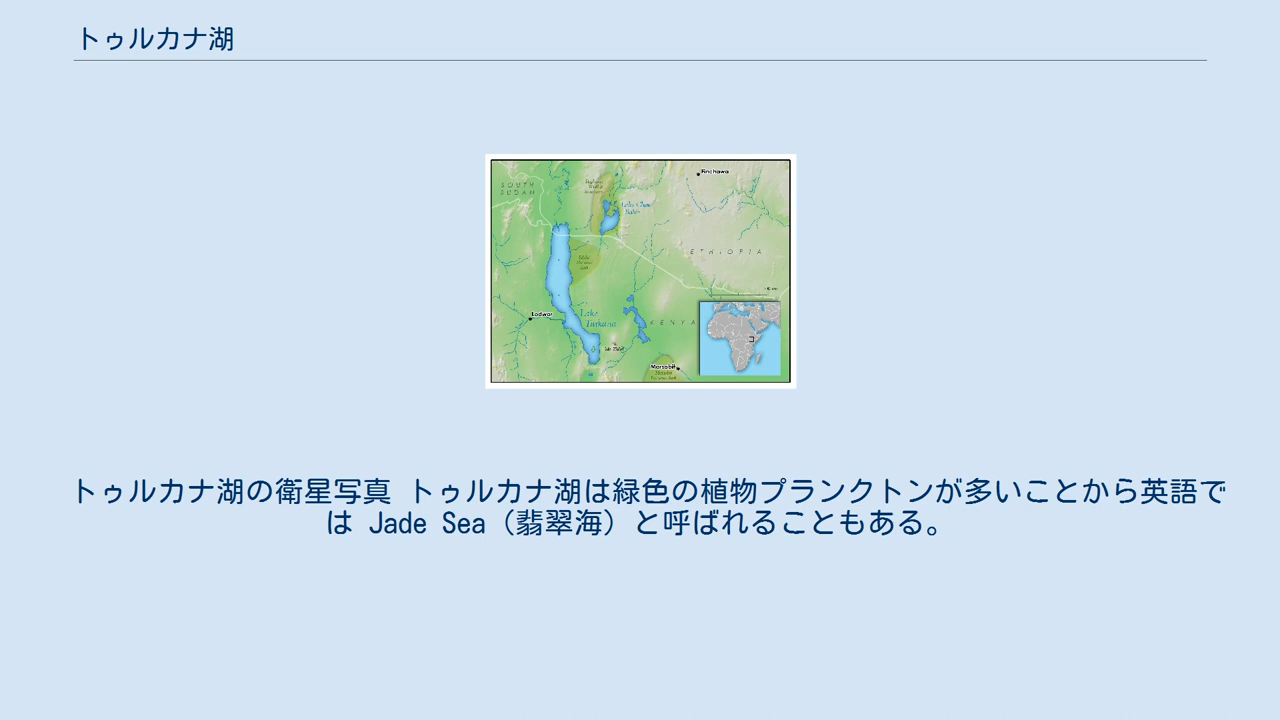 トゥルカナ湖
Finchawa
SOUTH
SUDAN
ETHIOPIA
Lodwar
Lake
Turkana
KENYA
Marsabit
トゥルカナ湖の衛星写真 トゥルカナ湖は緑色の植物プランクトンが多いことから英語で
は Jade Sea（翡翠海）と呼ばれることもある。